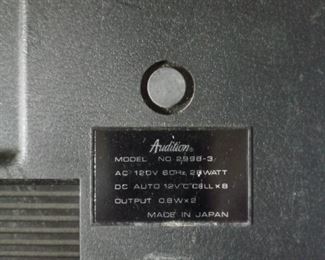 Audition®
MODEL NO 2998-3
AC 120V 60Hz, 28WATT
DC AUTO 12V "C" CELL x 8
OUTPUT 0.8W x 2
MADE IN JAPAN